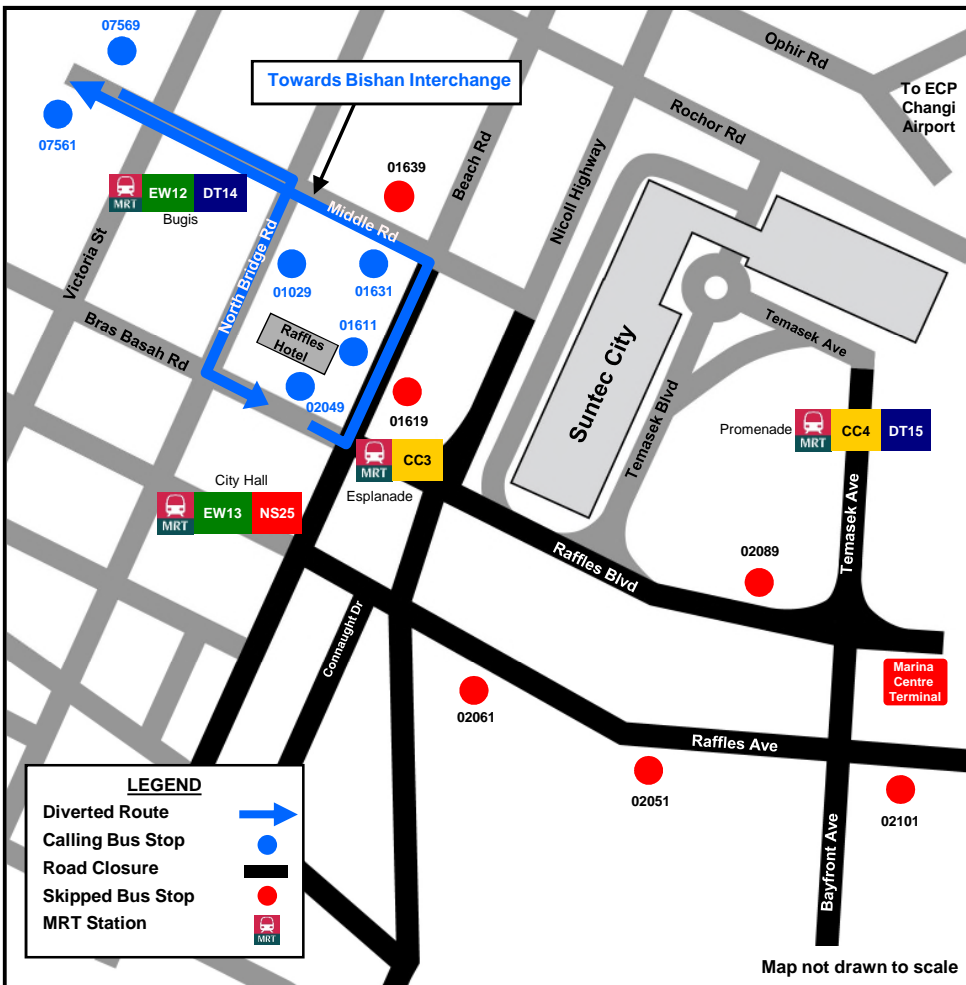 07569
Ophir Rd
Towards Bishan Interchange
To ECP
Changi
Airport
07561
Rochor Rd
Beach Rd
Nicoll Highway
01639
MRT
EW12
DT14
Bugis
Middle Rd
Victoria St
North Bridge Rd
01029
01631
Bras Basah Rd
01611
Raffles
Hotel
02049
01619
Suntec City
Temasek Ave
Temasek Blvd
Promenade
MRT
CC4
DT15
MRT
CC3
Esplanade
City Hall
MRT
EW13
NS25
Temasek Ave
Raffles Blvd
02089
Connaught Dr
Marina
Centre
Terminal
02061
Raffles Ave
02051
02101
Bayfront Ave
LEGEND
Diverted Route
Calling Bus Stop
Road Closure
Skipped Bus Stop
MRT Station
MRT
Map not drawn to scale